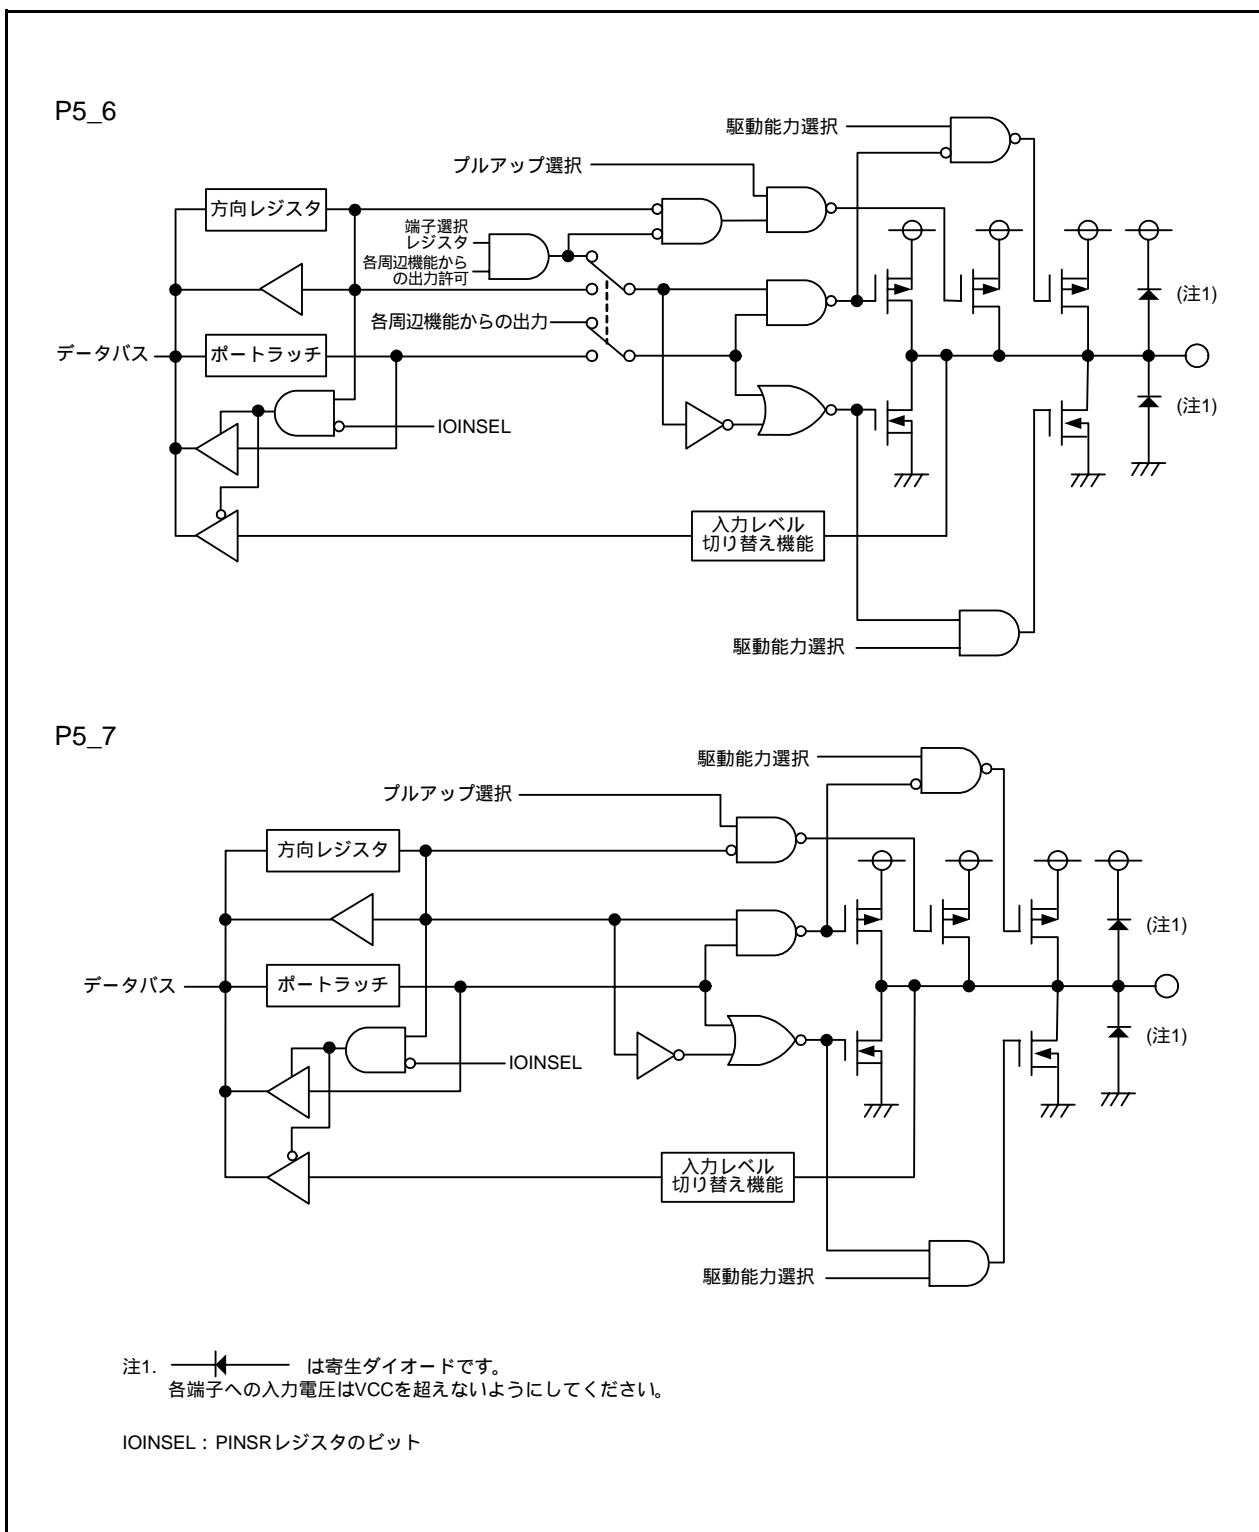 P5_6
駆動能力選択
プルアップ選択
方向レジスタ
端子選択
レジスタ
各周辺機能から
の出力許可
(注1)
各周辺機能からの出力
データバス
ポートラッチ
(注1)
IOINSEL
入力レベル
切り替え機能
駆動能力選択
P5_7
駆動能力選択
プルアップ選択
方向レジスタ
(注1)
データバス
ポートラッチ
(注1)
IOINSEL
入力レベル
切り替え機能
駆動能力選択
注1. は寄生ダイオードです。
各端子への入力電圧はVCCを超えないようにしてください。
IOINSEL : PINSRレジスタのビット